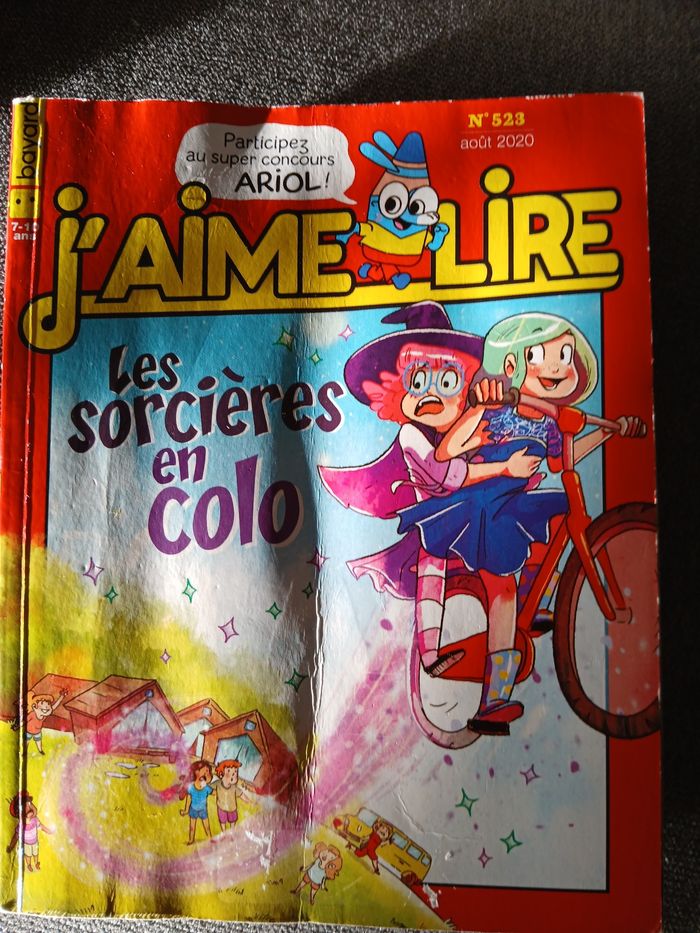 bayard
7-10 ans
Participez
au super concours
ARIOL!
N°523
août 2020
J'AIME LIRE
Les
sorcières
en
colo